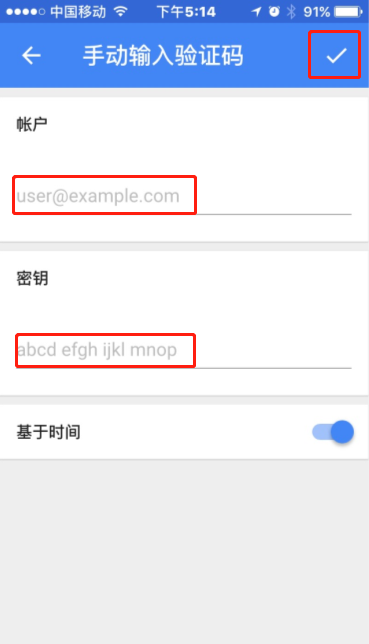 中国移动 下午5:14 91%
手动输入验证码
帐户
user@example.com
密钥
abcd efgh ijkl mnop
基于时间